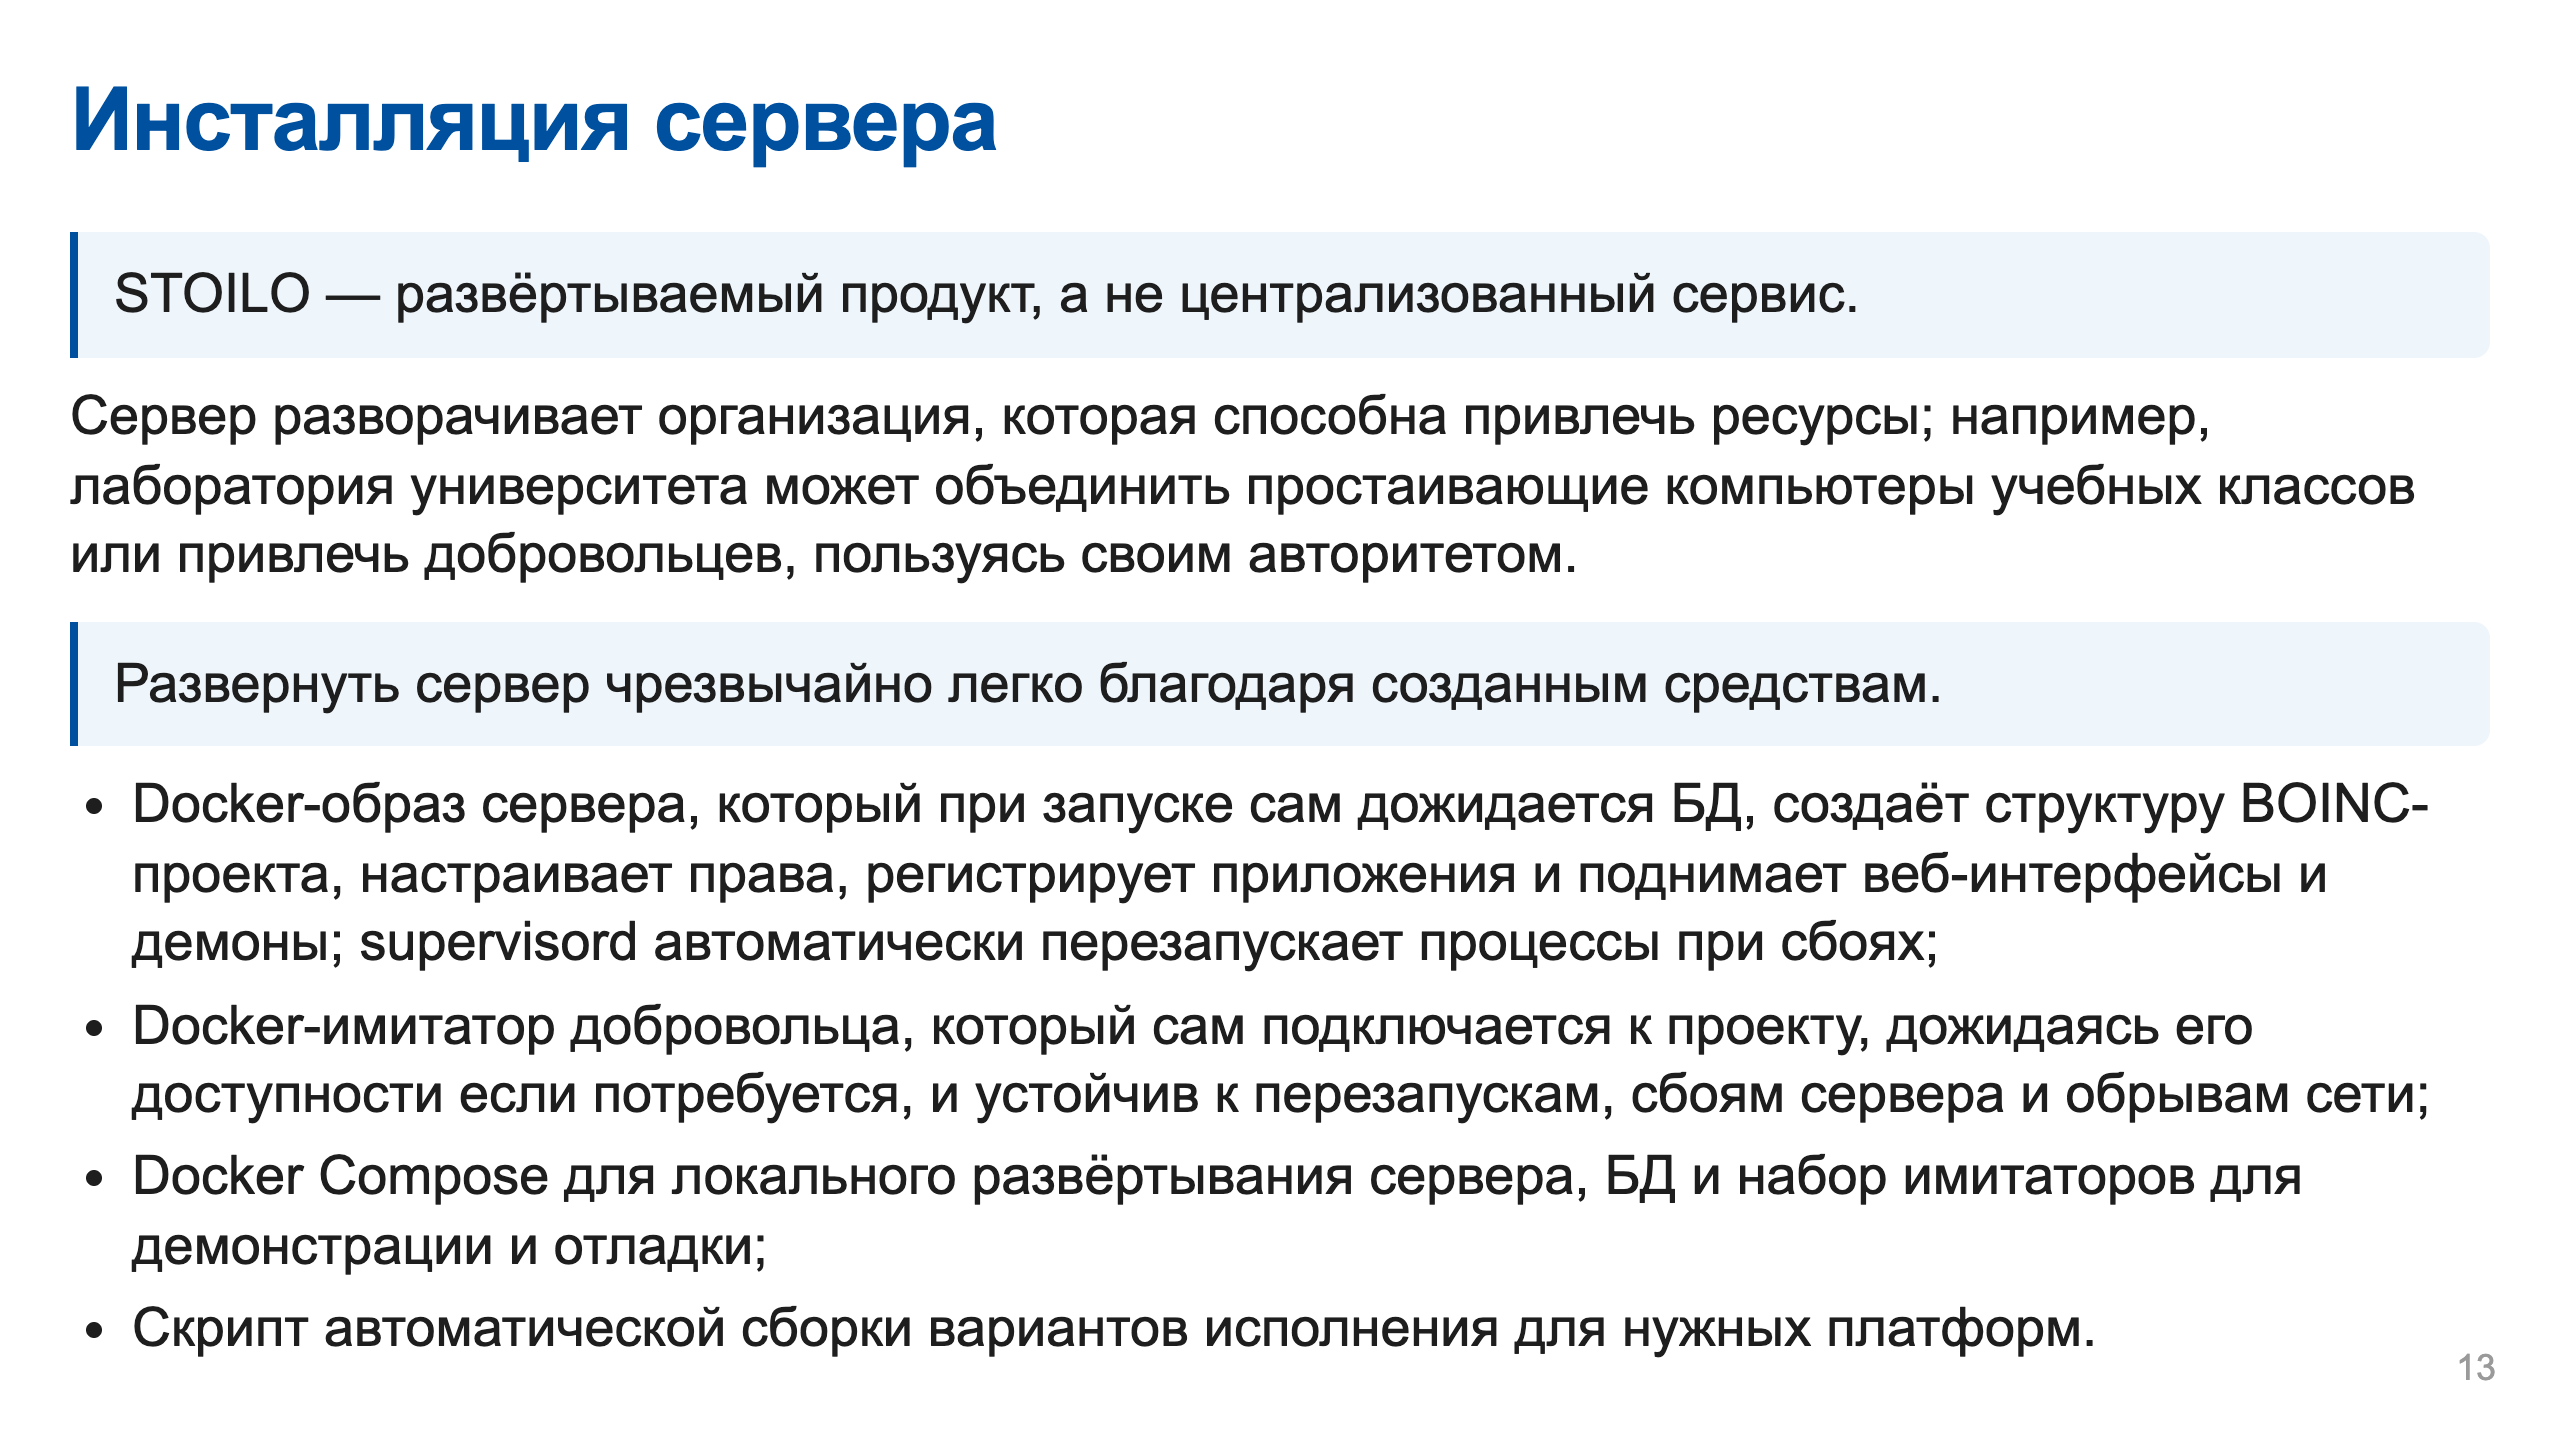 Инсталляция сервера
STOILO — развёртываемый продукт, а не централизованный сервис.
Сервер разворачивает организация, которая способна привлечь ресурсы; например,
лаборатория университета может объединить простаивающие компьютеры учебных классов
или привлечь добровольцев, пользуясь своим авторитетом.
Развернуть сервер чрезвычайно легко благодаря созданным средствам.
• Docker-образ сервера, который при запуске сам дожидается БД, создаёт структуру BOINC-
проекта, настраивает права, регистрирует приложения и поднимает веб-интерфейсы и
демоны; supervisord автоматически перезапускает процессы при сбоях;
• Docker-имитатор добровольца, который сам подключается к проекту, дожидаясь его
доступности если потребуется, и устойчив к перезапускам, сбоям сервера и обрывам сети;
• Docker Compose для локального развёртывания сервера, БД и набор имитаторов для
демонстрации и отладки;
• Скрипт автоматической сборки вариантов исполнения для нужных платформ.
13